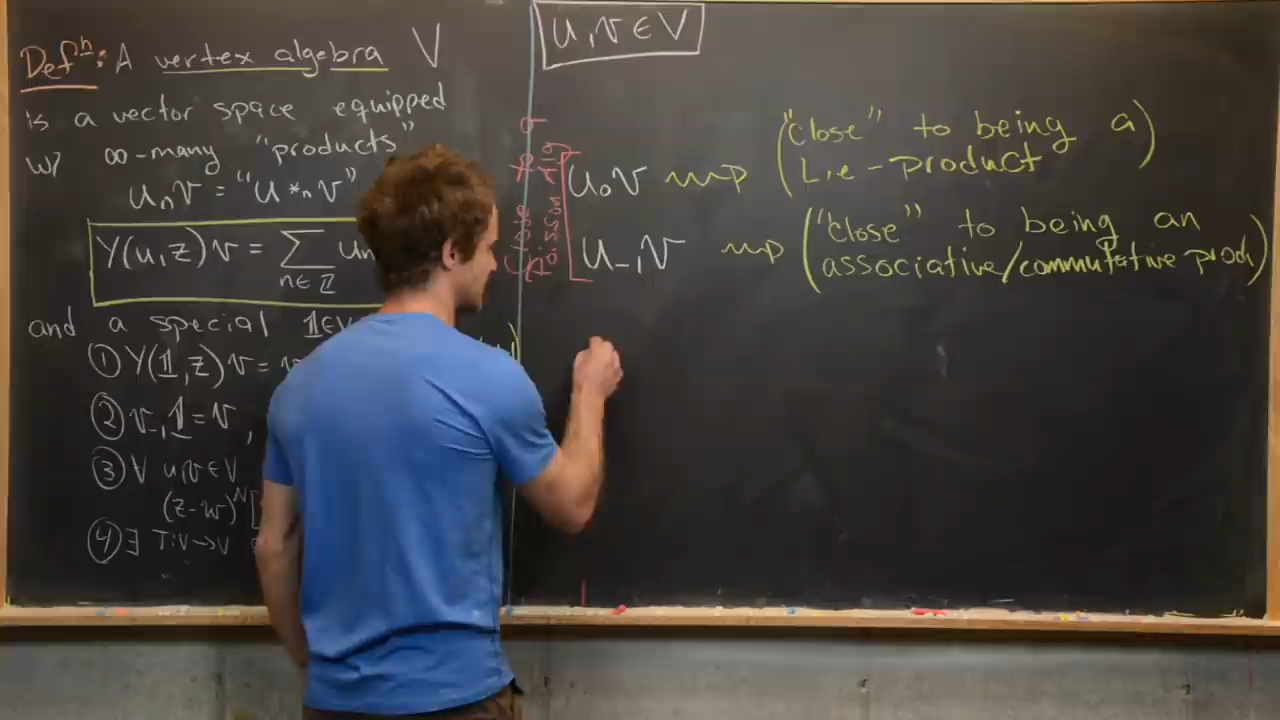 Defⁿ: A vertex algebra V
is a vector space equipped
w/ ∞-many "products"
uₙv = "u *ₙ v"
Y(u,z)v = Σ uₙ
n∈ℤ
and a special 𝟙∈V
① Y(𝟙,z)v = v
② v₋₁𝟙 = v,
③ ∀ u,v∈V
(z-w)ᴺ[
④ ∃ T:V→V
u,v∈V
u₀v ⇝ ("close" to being a
Lie-product)
u₋₁v ⇝ ("close" to being an
associative/commutative prod)